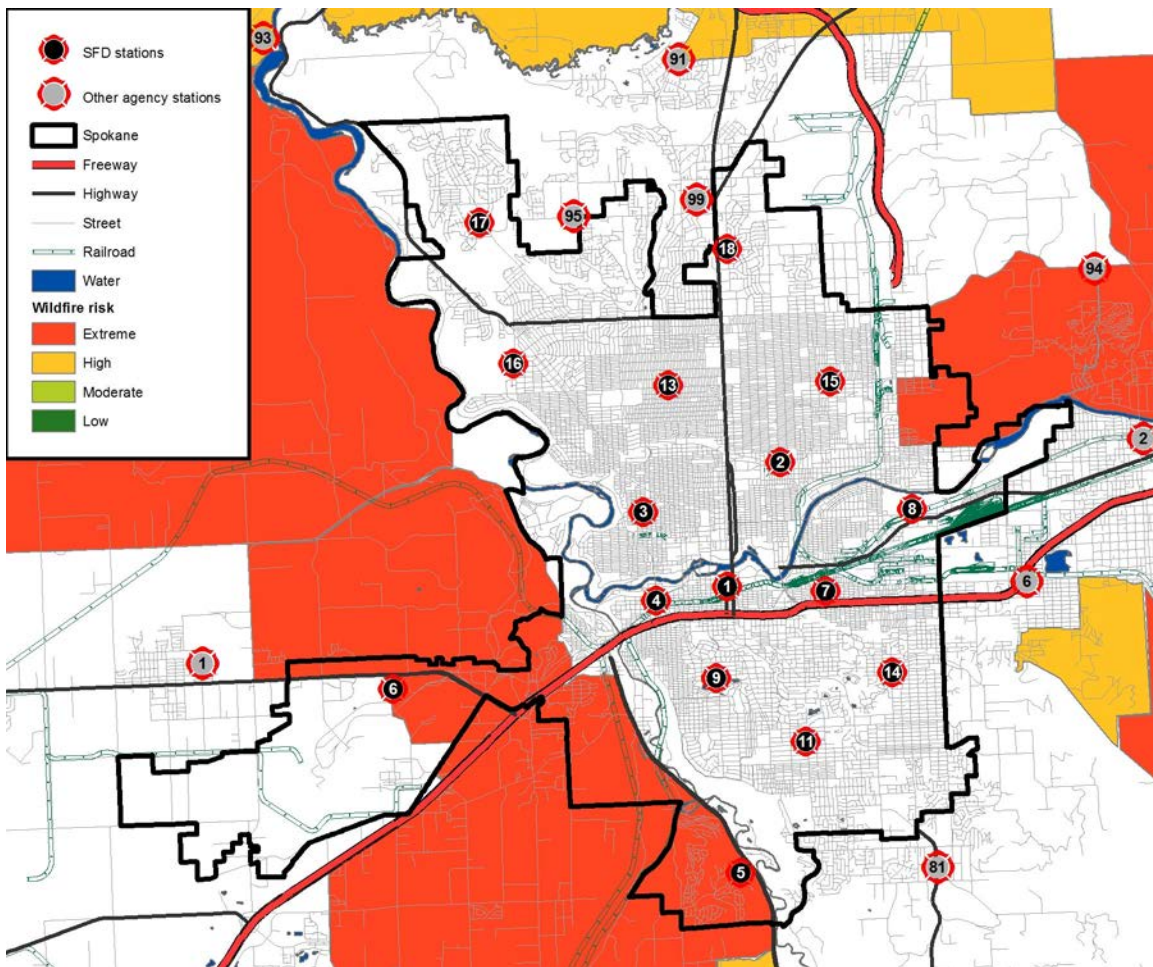 SFD stations
Other agency stations
Spokane
Freeway
Highway
Street
Railroad
Water
Wildfire risk
Extreme
High
Moderate
Low
93
91
17
95
99
18
94
16
13
15
2
2
3
8
1
4
7
6
1
6
9
14
11
5
81